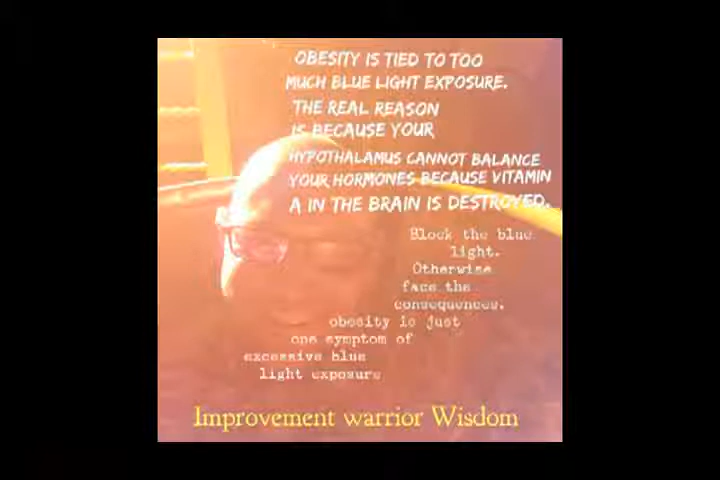 OBESITY IS TIED TO TOO
MUCH BLUE LIGHT EXPOSURE.
THE REAL REASON
IS BECAUSE YOUR
HYPOTHALAMUS CANNOT BALANCE
YOUR HORMONES BECAUSE VITAMIN
A IN THE BRAIN IS DESTROYED.
Block the blue
light.
Otherwise
face the
consequences.
obesity is just
one symptom of
excessive blue
light exposure
Improvement warrior Wisdom